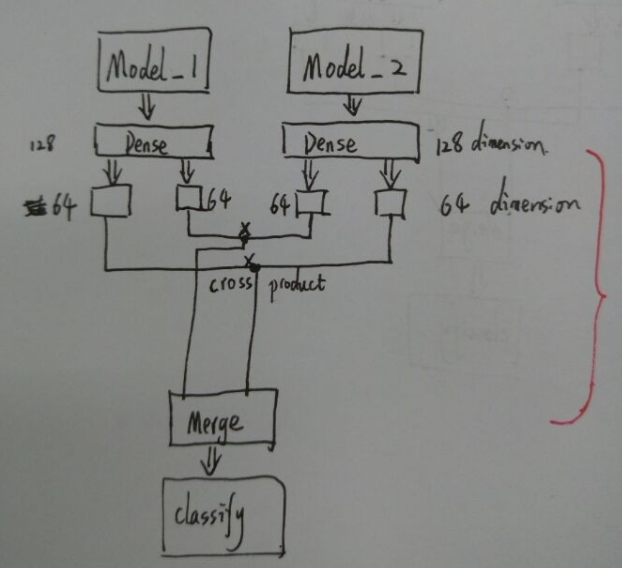 Model_1 Model_2
128 Dense Dense 128 dimension
64 64 64 64 dimension
x
x
cross product
Merge
classify